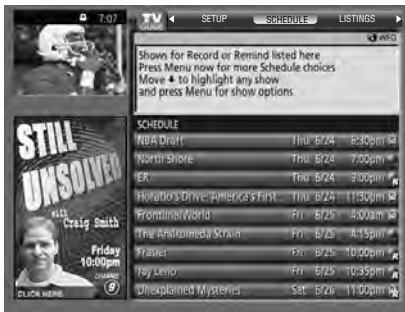 7:07
TV GUIDE
SETUP
SCHEDULE
LISTINGS
INFO
Shows for Record or Remind listed here
Press Menu now for more Schedule choices
Move to highlight any show
and press Menu for show options
SCHEDULE
NBA Draft Thu 6/24 6:30pm
North Shore Thu 6/24 7:00pm
ER Thu 6/24 9:00pm
Horatio's Drive: America's First... Thu 6/24 11:30pm
Frontline/World Fri 6/25 4:00am
The Andromeda Strain Fri 6/25 4:15pm
Frasier Fri 6/25 10:00pm
Jay Leno Fri 6/25 10:35pm
Unexplained Mysteries Sat 6/26 11:00pm
STILL
UNSOLVED
with
Craig Smith
Friday
10:00pm
CHANNEL
9
CLICK HERE